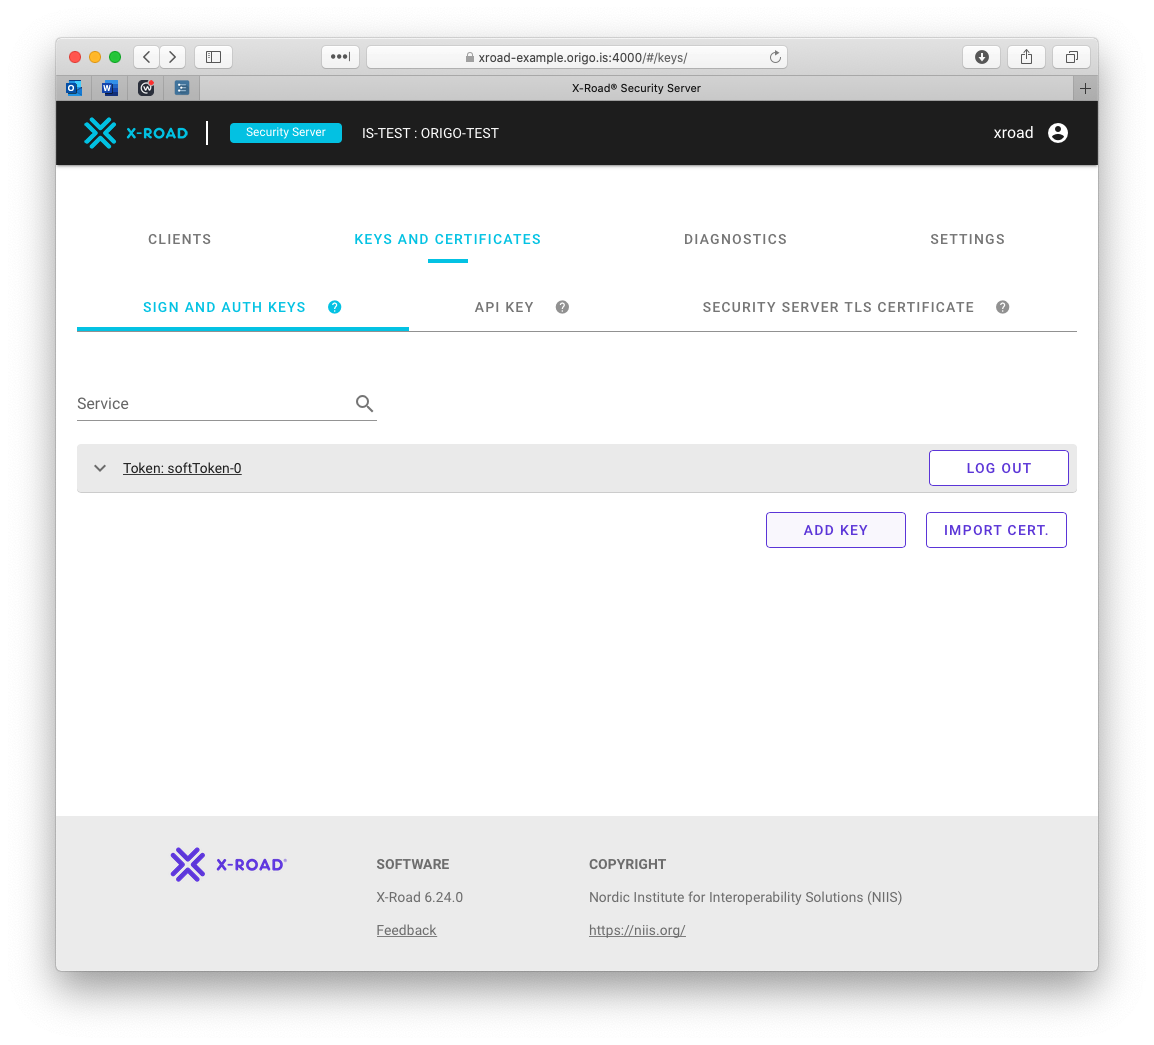 xroad-example.origo.is:4000/#/keys/
X-Road® Security Server
X-ROAD
Security Server
IS-TEST : ORIGO-TEST
xroad
CLIENTS
KEYS AND CERTIFICATES
DIAGNOSTICS
SETTINGS
SIGN AND AUTH KEYS ?
API KEY ?
SECURITY SERVER TLS CERTIFICATE ?
Service
Token: softToken-0
LOG OUT
ADD KEY
IMPORT CERT.
X-ROAD®
SOFTWARE
X-Road 6.24.0
Feedback
COPYRIGHT
Nordic Institute for Interoperability Solutions (NIIS)
https://niis.org/